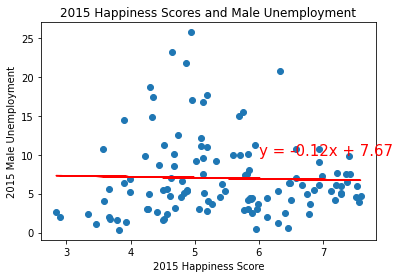 2015 Happiness Scores and Male Unemployment
25
20
15
10
5
0
2015 Male Unemployment
y = -0.12x + 7.67
3 4 5 6 7
2015 Happiness Score